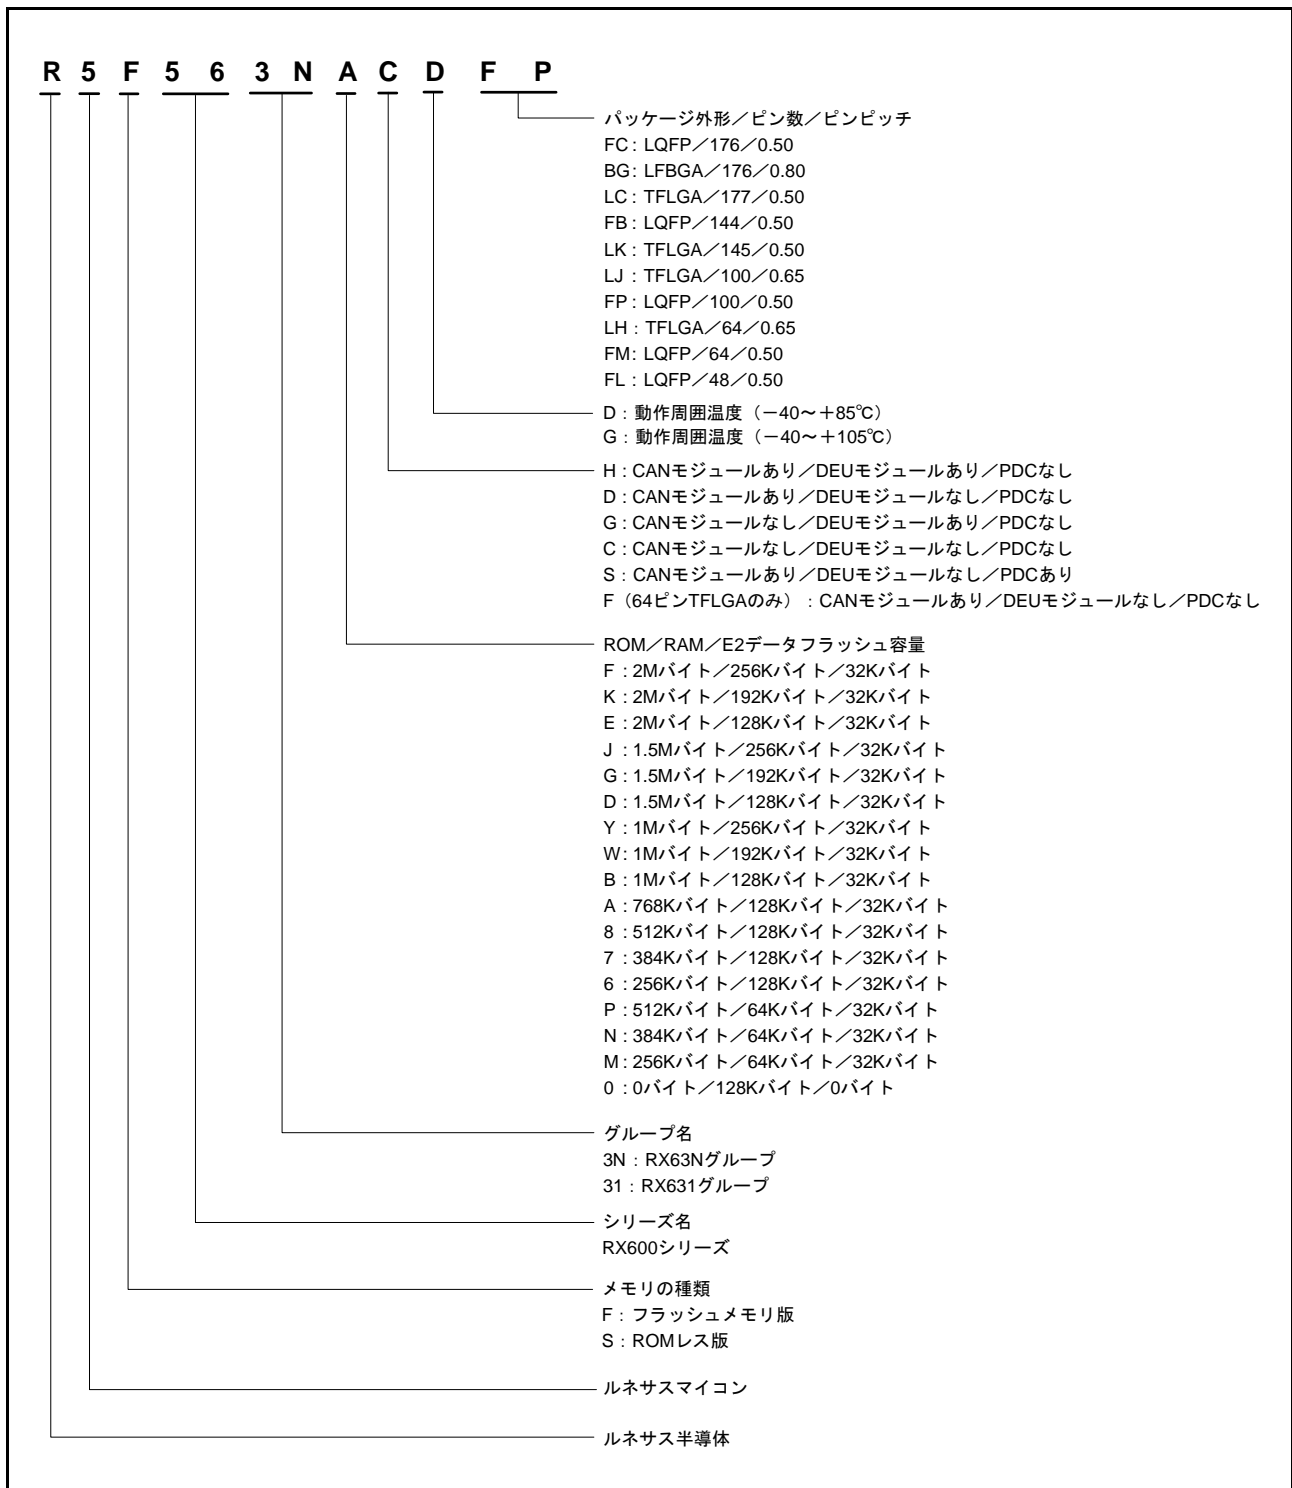 R 5 F 5 6 3 N A C D F P
パッケージ外形／ピン数／ピンピッチ
FC : LQFP／176／0.50
BG: LFBGA／176／0.80
LC : TFLGA／177／0.50
FB : LQFP／144／0.50
LK : TFLGA／145／0.50
LJ : TFLGA／100／0.65
FP : LQFP／100／0.50
LH : TFLGA／64／0.65
FM: LQFP／64／0.50
FL : LQFP／48／0.50
D : 動作周囲温度（－40～＋85℃）
G : 動作周囲温度（－40～＋105℃）
H : CANモジュールあり／DEUモジュールあり／PDCなし
D : CANモジュールあり／DEUモジュールなし／PDCなし
G : CANモジュールなし／DEUモジュールあり／PDCなし
C : CANモジュールなし／DEUモジュールなし／PDCなし
S : CANモジュールあり／DEUモジュールなし／PDCあり
F（64ピンTFLGAのみ）: CANモジュールあり／DEUモジュールなし／PDCなし
ROM／RAM／E2データフラッシュ容量
F : 2Mバイト／256Kバイト／32Kバイト
K : 2Mバイト／192Kバイト／32Kバイト
E : 2Mバイト／128Kバイト／32Kバイト
J : 1.5Mバイト／256Kバイト／32Kバイト
G : 1.5Mバイト／192Kバイト／32Kバイト
D : 1.5Mバイト／128Kバイト／32Kバイト
Y : 1Mバイト／256Kバイト／32Kバイト
W : 1Mバイト／192Kバイト／32Kバイト
B : 1Mバイト／128Kバイト／32Kバイト
A : 768Kバイト／128Kバイト／32Kバイト
8 : 512Kバイト／128Kバイト／32Kバイト
7 : 384Kバイト／128Kバイト／32Kバイト
6 : 256Kバイト／128Kバイト／32Kバイト
P : 512Kバイト／64Kバイト／32Kバイト
N : 384Kバイト／64Kバイト／32Kバイト
M : 256Kバイト／64Kバイト／32Kバイト
0 : 0バイト／128Kバイト／0バイト
グループ名
3N : RX63Nグループ
31 : RX631グループ
シリーズ名
RX600シリーズ
メモリの種類
F : フラッシュメモリ版
S : ROMレス版
ルネサスマイコン
ルネサス半導体